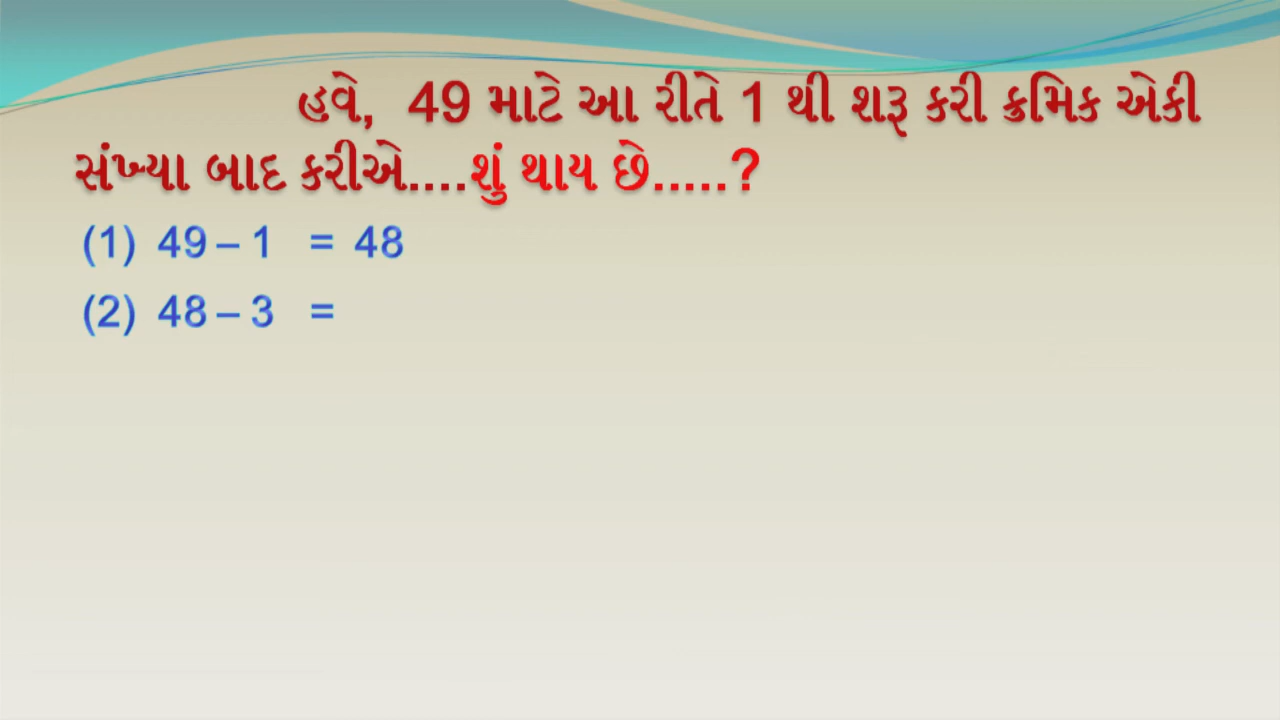 હવે, 49 માટે આ રીતે 1 થી શરૂ કરી ક્રમિક એકી
સંખ્યા બાદ કરીએ....શું થાય છે.....?
(1) 49 – 1 = 48
(2) 48 – 3 =